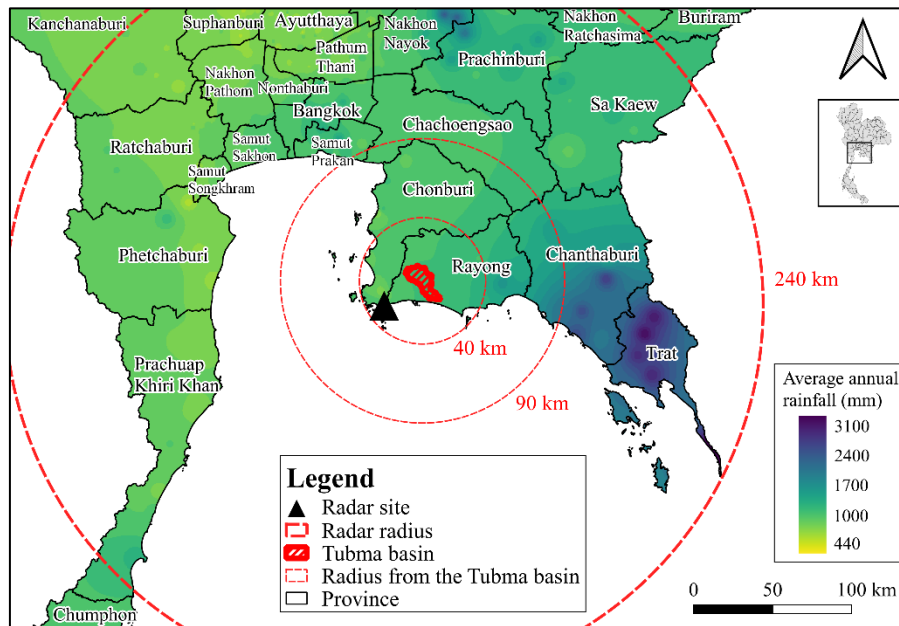 Kanchanaburi
Suphanburi
Ayutthaya
Nakhon
Nayok
Nakhon
Ratchasima
Buriram
Pathum
Thani
Prachinburi
Nakhon
Pathom
Nonthaburi
Bangkok
Sa Kaew
Chachoengsao
Ratchaburi
Samut
Sakhon
Samut
Prakan
Samut
Songkhram
Chonburi
Phetchaburi
Rayong
Chanthaburi
240 km
40 km
Trat
Prachuap
Khiri Khan
90 km
Average annual
rainfall (mm)
3100
2400
1700
1000
440
Legend
Radar site
Radar radius
Tubma basin
Radius from the Tubma basin
Province
0 50 100 km
Chumphon